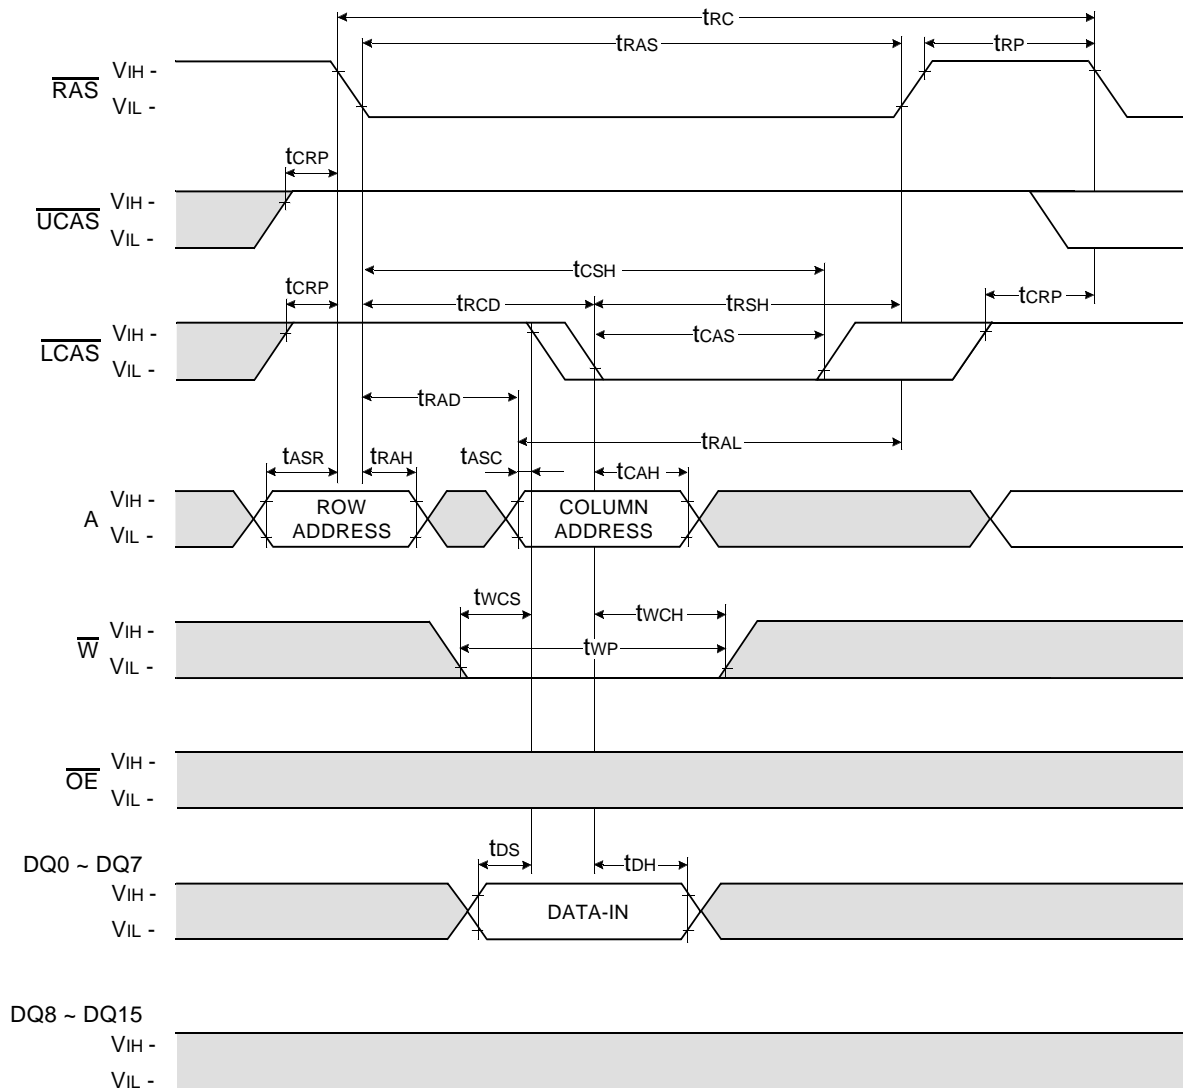 tRC
tRAS
tRP
RAS
VIH -
VIL -
tCRP
UCAS
VIH -
VIL -
tCSH
tCRP
tRCD
tRSH
tCRP
LCAS
VIH -
VIL -
tCAS
tRAD
tRAL
tASR
tRAH
tASC
tCAH
A
VIH -
VIL -
ROW
ADDRESS
COLUMN
ADDRESS
tWCS
tWCH
W
VIH -
VIL -
tWP
OE
VIH -
VIL -
tDS
tDH
DQ0 ~ DQ7
VIH -
VIL -
DATA-IN
DQ8 ~ DQ15
VIH -
VIL -